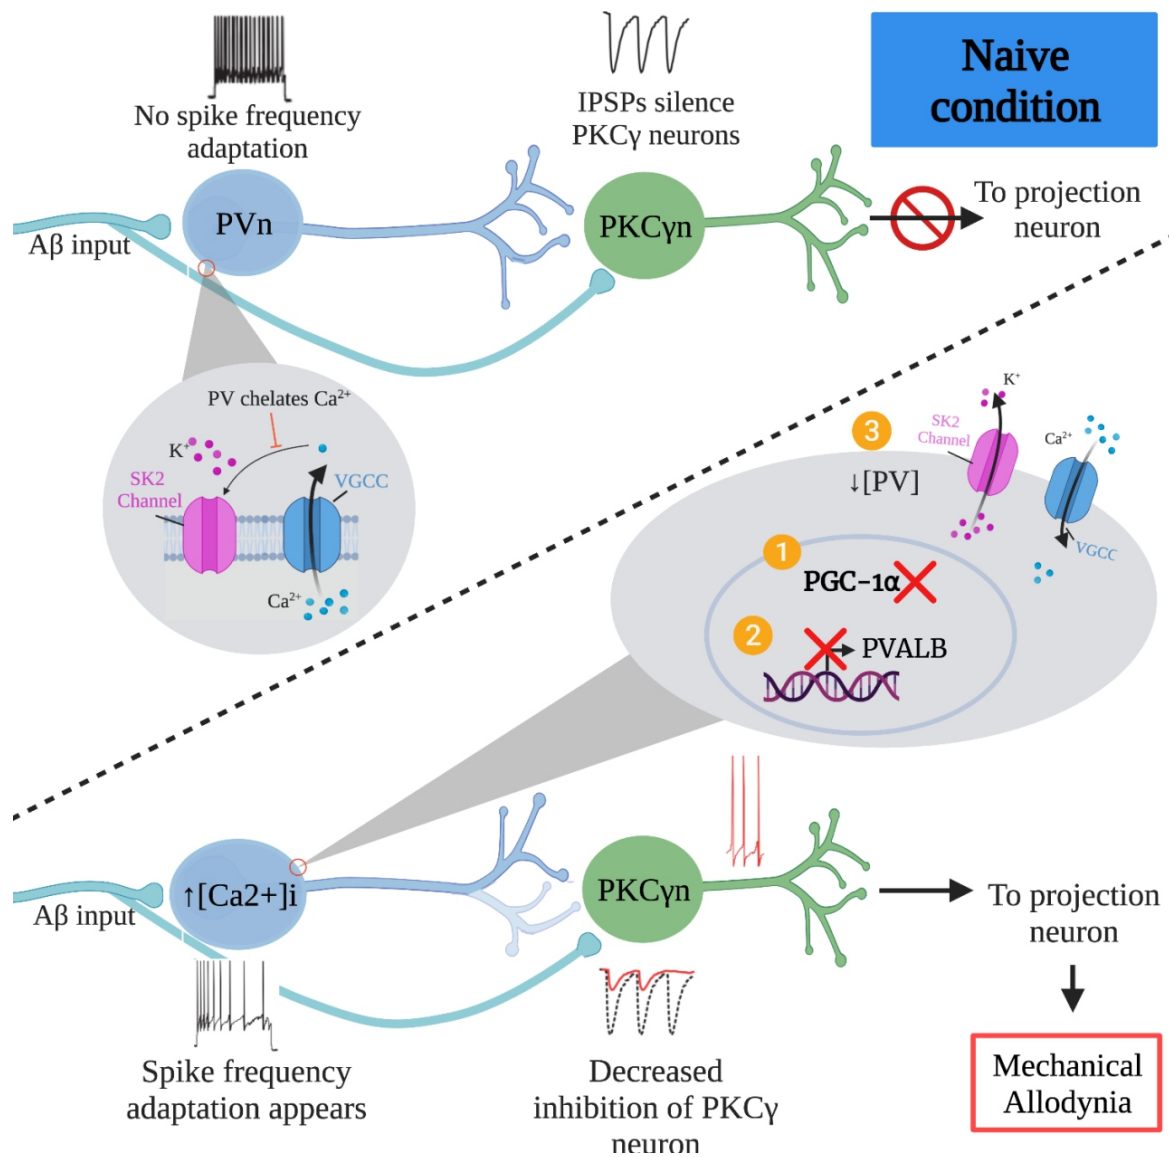 Naive
condition
No spike frequency
adaptation
IPSPs silence
PKCγ neurons
Aβ input
PVn
PKCγn
To projection
neuron
PV chelates Ca²⁺
K⁺
SK2
Channel
VGCC
Ca²⁺
K⁺
SK2
Channel
Ca²⁺
VGCC
3
↓[PV]
1
PGC-1α
2
PVALB
Aβ input
↑[Ca2+]i
PKCγn
To projection
neuron
Spike frequency
adaptation appears
Decreased
inhibition of PKCγ
neuron
Mechanical
Allodynia